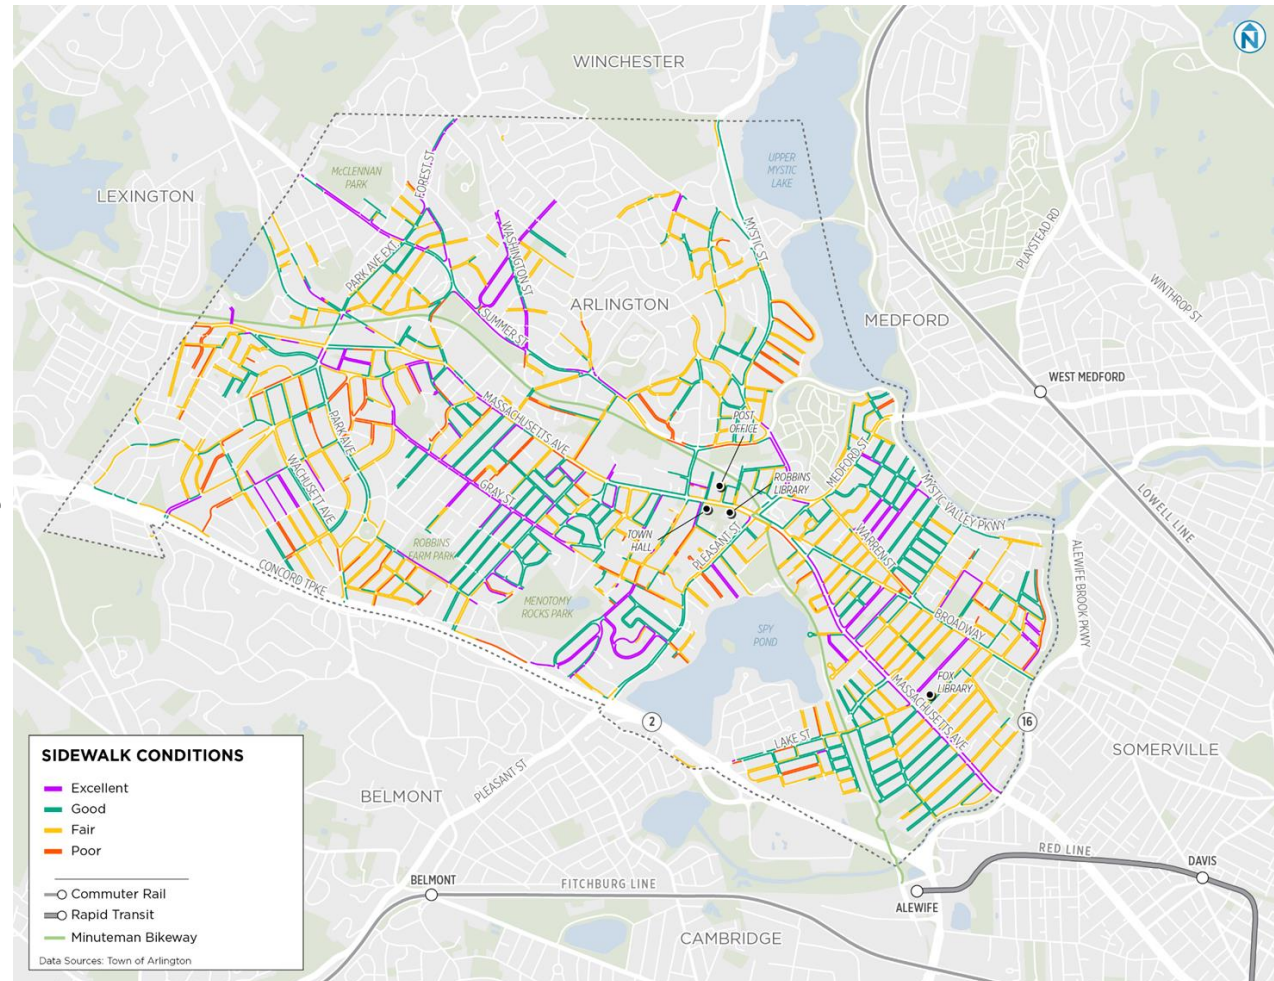 WINCHESTER
N
LEXINGTON
McCLENNAN
PARK
FOREST ST
UPPER
MYSTIC
LAKE
WASHINGTON ST
MYSTIC ST
PARK AVE EXT.
PLAYSTEAD RD
WINTHROP ST
ARLINGTON
MEDFORD
SUMMER ST
WEST MEDFORD
MASSACHUSETTS AVE
POST
OFFICE
PARK AVE
MEDFORD ST
ROBBINS
LIBRARY
WACHUSETT AVE
GRAY ST
MYSTIC VALLEY PKWY
LOWELL LINE
TOWN
HALL
PLEASANT ST
WARREN ST
ROBBINS
FARM PARK
ALEWIFE BROOK PKWY
CONCORD TPKE
MENOTOMY
ROCKS PARK
SPY
POND
BROADWAY
FOX
LIBRARY
MASSACHUSETTS AVE
2
16
LAKE ST
SOMERVILLE
PLEASANT ST
BELMONT
SIDEWALK CONDITIONS
Excellent
Good
Fair
Poor
Commuter Rail
Rapid Transit
Minuteman Bikeway
Data Sources: Town of Arlington
RED LINE
DAVIS
BELMONT
FITCHBURG LINE
ALEWIFE
CAMBRIDGE